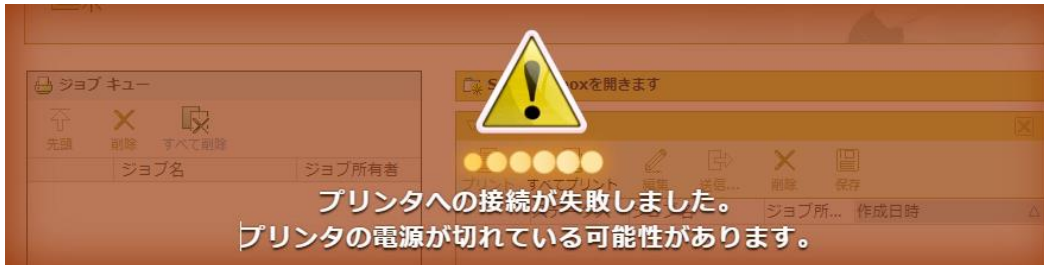 ジョブ キュー
oxを開きます
先頭
削除
すべて削除
ジョブ名
ジョブ所有者
すべてプリント
編集
送信...
削除
保存
プリンタへの接続が失敗しました。
ジョブ所...
作成日時
プリンタの電源が切れている可能性があります。